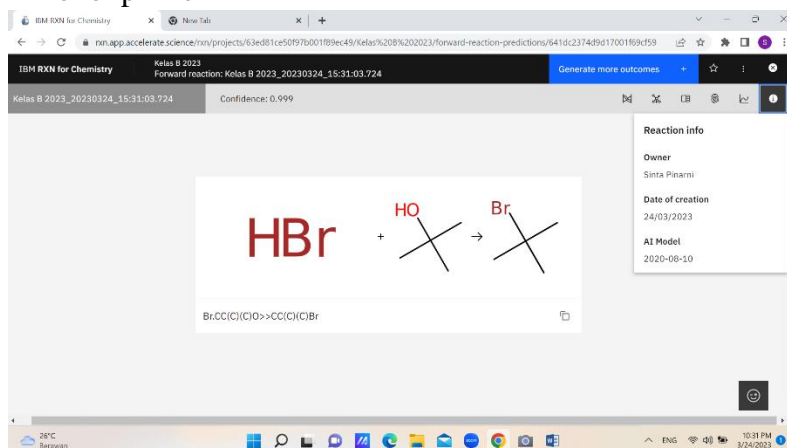 IBM RXN for Chemistry
New Tab
rxn.app.accelerate.science/rxn/projects/63ed81ce50f97b001f89ec49/Kelas%20B%202023/forward-reaction-predictions/641dc2374d9d17001f69cf59
IBM RXN for Chemistry
Kelas B 2023
Forward reaction: Kelas B 2023_20230324_15:31:03.724
Generate more outcomes +
Kelas B 2023_20230324_15:31:03.724
Confidence: 0.999
Reaction info
Owner
Sinta Pinarni
Date of creation
24/03/2023
AI Model
2020-08-10
HBr + HO → Br
Br.CC(C)(C)O>>CC(C)(C)Br
26°C
Berawan
ENG
10:31 PM
3/24/2023